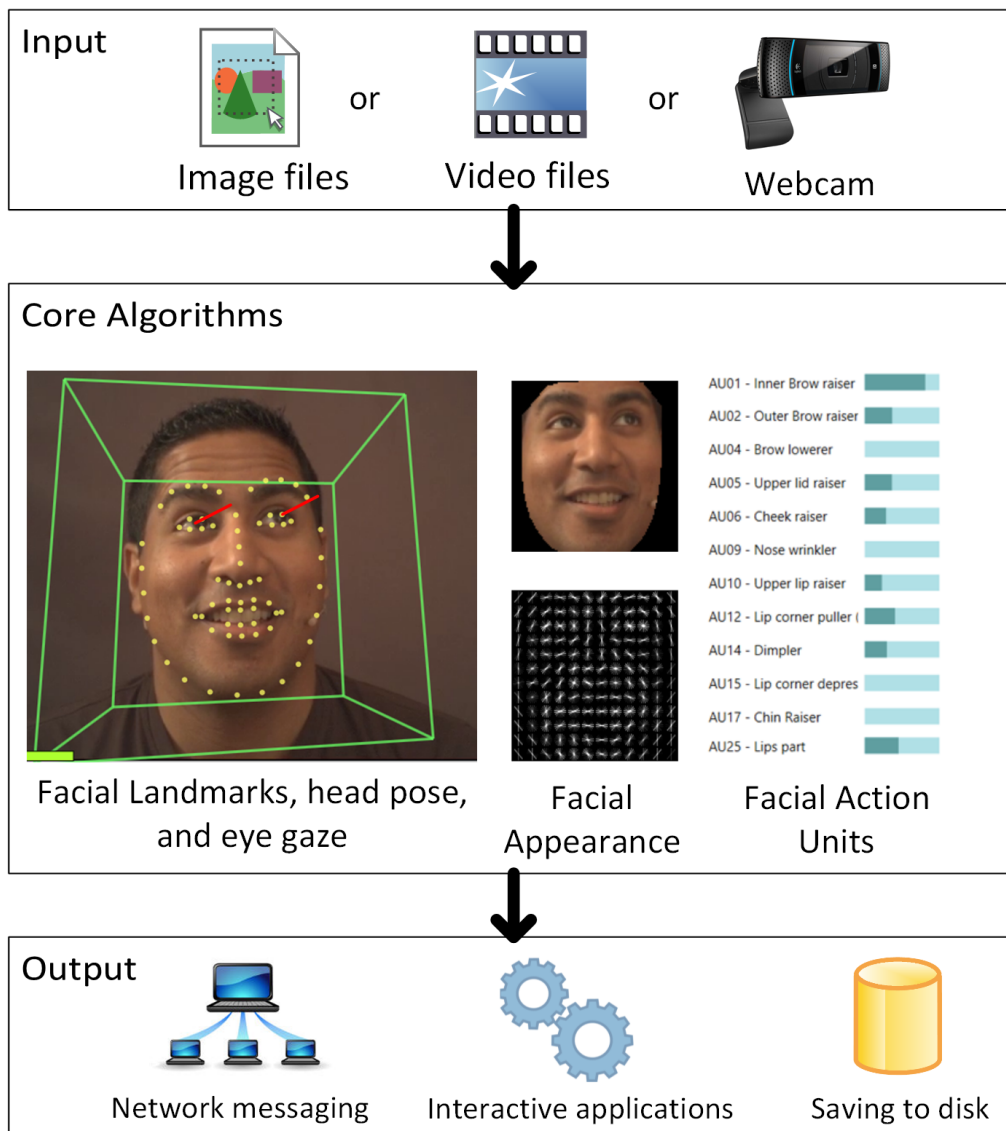 Input
or
or
Image files
Video files
Webcam
Core Algorithms
AU01 - Inner Brow raiser
AU02 - Outer Brow raiser
AU04 - Brow lowerer
AU05 - Upper lid raiser
AU06 - Cheek raiser
AU09 - Nose wrinkler
AU10 - Upper lip raiser
AU12 - Lip corner puller (
AU14 - Dimpler
AU15 - Lip corner depres
AU17 - Chin Raiser
AU25 - Lips part
Facial Landmarks, head pose,
and eye gaze
Facial
Appearance
Facial Action
Units
Output
Network messaging
Interactive applications
Saving to disk